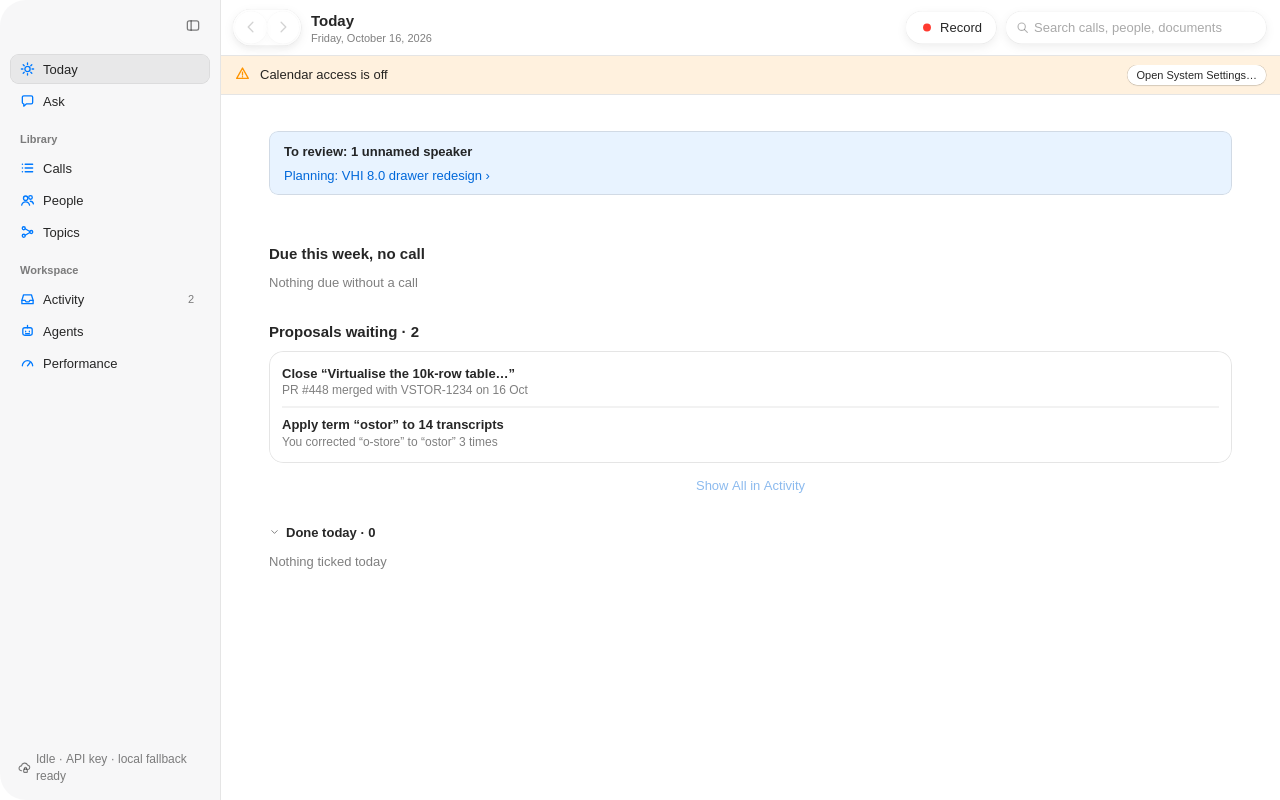 Today
Friday, October 16, 2026
Record
Search calls, people, documents
Today
Ask
Library
Calls
People
Topics
Workspace
Activity 2
Agents
Performance
Idle · API key · local fallback
ready
Calendar access is off
Open System Settings…
To review: 1 unnamed speaker
Planning: VHI 8.0 drawer redesign ›
Due this week, no call
Nothing due without a call
Proposals waiting · 2
Close “Virtualise the 10k-row table…”
PR #448 merged with VSTOR-1234 on 16 Oct
Apply term “ostor” to 14 transcripts
You corrected “o-store” to “ostor” 3 times
Show All in Activity
Done today · 0
Nothing ticked today